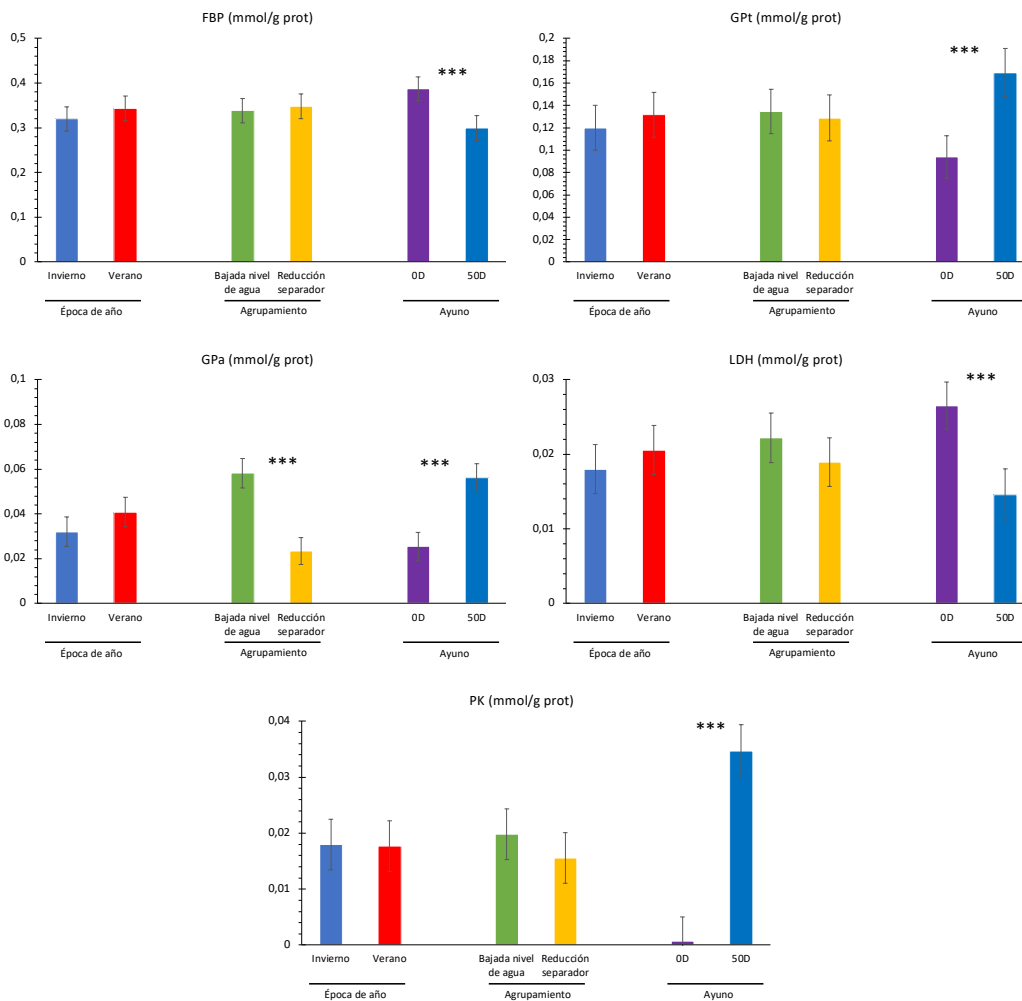 FBP (mmol/g prot)
0,5
0,4
0,3
0,2
0,1
0
***
Invierno Verano Bajada nivel de agua Reducción separador 0D 50D
Época de año Agrupamiento Ayuno
GPt (mmol/g prot)
0,2
0,18
0,16
0,14
0,12
0,1
0,08
0,06
0,04
0,02
0
***
Invierno Verano Bajada nivel de agua Reducción separador 0D 50D
Época de año Agrupamiento Ayuno
GPa (mmol/g prot)
0,1
0,08
0,06
0,04
0,02
0
*** ***
Invierno Verano Bajada nivel de agua Reducción separador 0D 50D
Época de año Agrupamiento Ayuno
LDH (mmol/g prot)
0,03
0,02
0,01
0
***
Invierno Verano Bajada nivel de agua Reducción separador 0D 50D
Época de año Agrupamiento Ayuno
PK (mmol/g prot)
0,04
0,03
0,02
0,01
0
***
Invierno Verano Bajada nivel de agua Reducción separador 0D 50D
Época de año Agrupamiento Ayuno